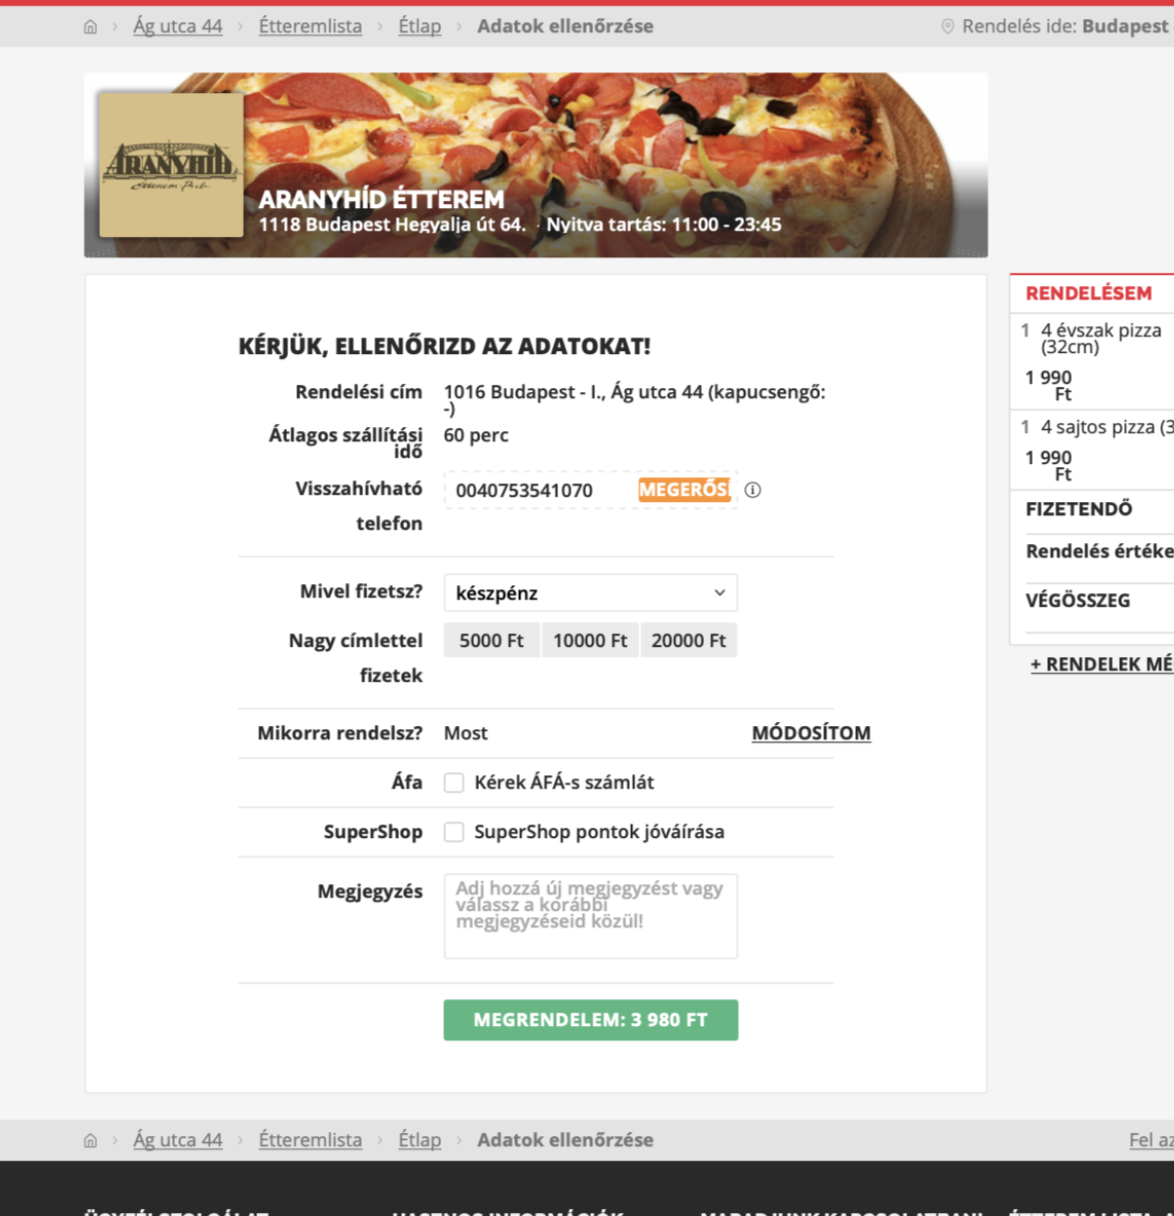 Ág utca 44 Étteremlista Étlap Adatok ellenőrzése Rendelés ide: Budapest
ARANYHÍD
Étterem Pub
ARANYHÍD ÉTTEREM
1118 Budapest Hegyalja út 64. · Nyitva tartás: 11:00 - 23:45
KÉRJÜK, ELLENŐRIZD AZ ADATOKAT!
Rendelési cím 1016 Budapest - I., Ág utca 44 (kapucsengő:
-)
Átlagos szállítási 60 perc
idő
Visszahívható 0040753541070
telefon
Mivel fizetsz? készpénz
Nagy címlettel 5000 Ft 10000 Ft 20000 Ft
fizetek
Mikorra rendelsz? Most MÓDOSÍTOM
Áfa Kérek ÁFÁ-s számlát
SuperShop SuperShop pontok jóváírása
Megjegyzés Adj hozzá új megjegyzést vagy
válassz a korábbi
megjegyzéseid közül!
MEGRENDELEM: 3 980 FT
RENDELÉSEM
1 4 évszak pizza
(32cm)
1 990
Ft
1 4 sajtos pizza (3
1 990
Ft
FIZETENDŐ
Rendelés értéke
VÉGÖSSZEG
+ RENDELEK MÉ
Ág utca 44 Étteremlista Étlap Adatok ellenőrzése Fel az